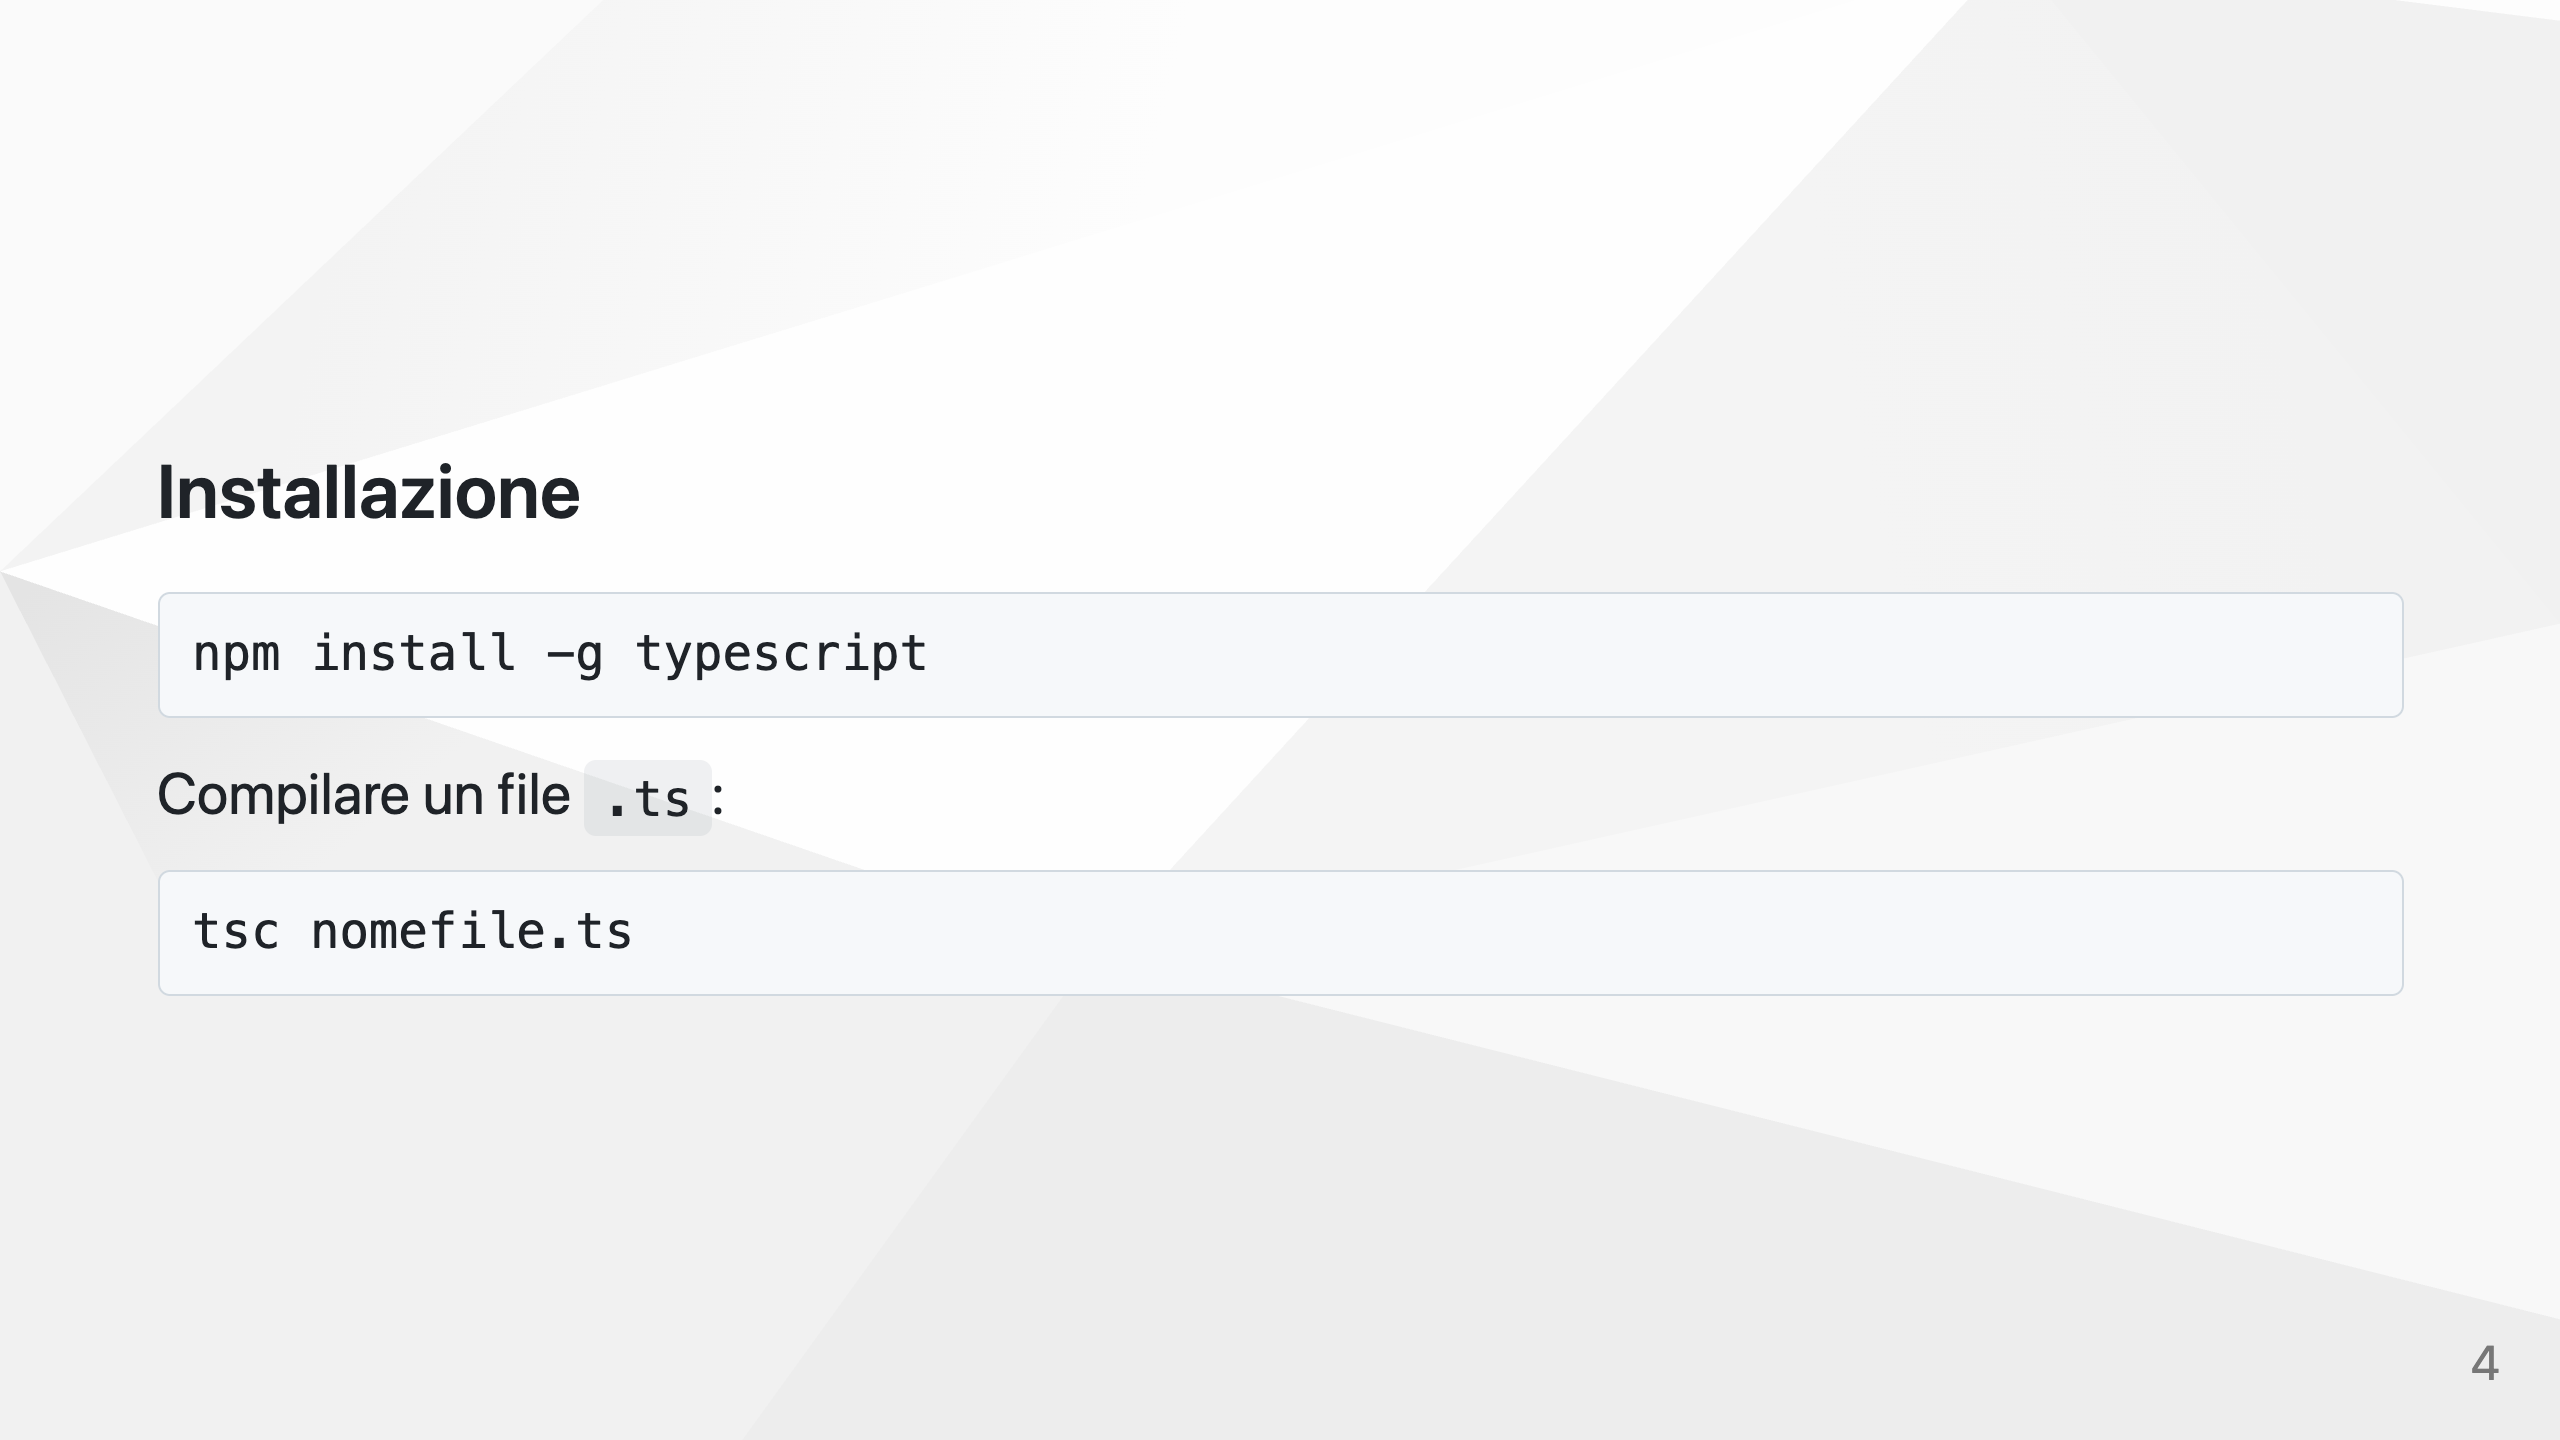 Installazione
npm install -g typescript
Compilare un file .ts :
tsc nomefile.ts
4